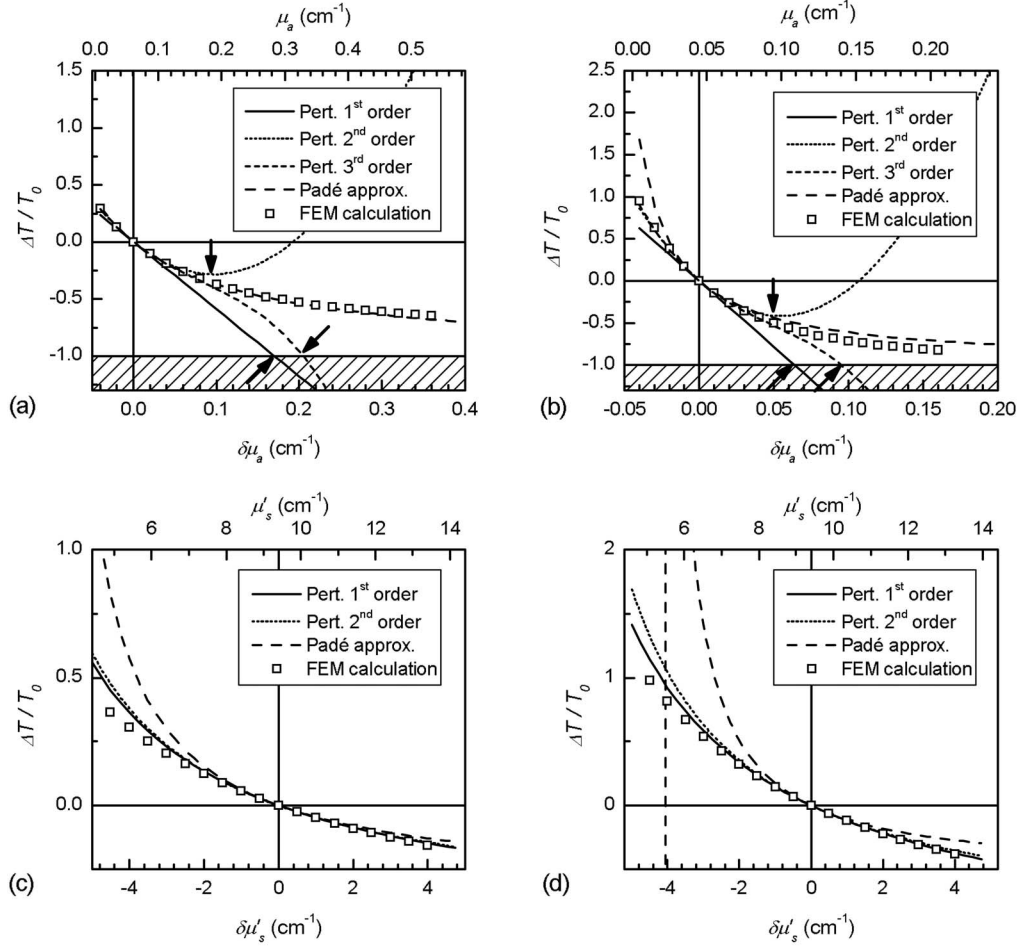 μa (cm-1)
0.0 0.1 0.2 0.3 0.4 0.5
1.5
1.0
0.5
0.0
-0.5
-1.0
ΔT / T0
Pert. 1st order
Pert. 2nd order
Pert. 3rd order
Padé approx.
FEM calculation
(a)
0.0 0.1 0.2 0.3 0.4
δμa (cm-1)
μa (cm-1)
0.00 0.05 0.10 0.15 0.20
2.5
2.0
1.5
1.0
0.5
0.0
-0.5
-1.0
ΔT / T0
Pert. 1st order
Pert. 2nd order
Pert. 3rd order
Padé approx.
FEM calculation
(b)
-0.05 0.00 0.05 0.10 0.15 0.20
δμa (cm-1)
μ's (cm-1)
6 8 10 12 14
1.0
0.5
0.0
ΔT / T0
Pert. 1st order
Pert. 2nd order
Padé approx.
FEM calculation
(c)
-4 -2 0 2 4
δμ's (cm-1)
μ's (cm-1)
6 8 10 12 14
2
1
0
ΔT / T0
Pert. 1st order
Pert. 2nd order
Padé approx.
FEM calculation
(d)
-4 -2 0 2 4
δμ's (cm-1)